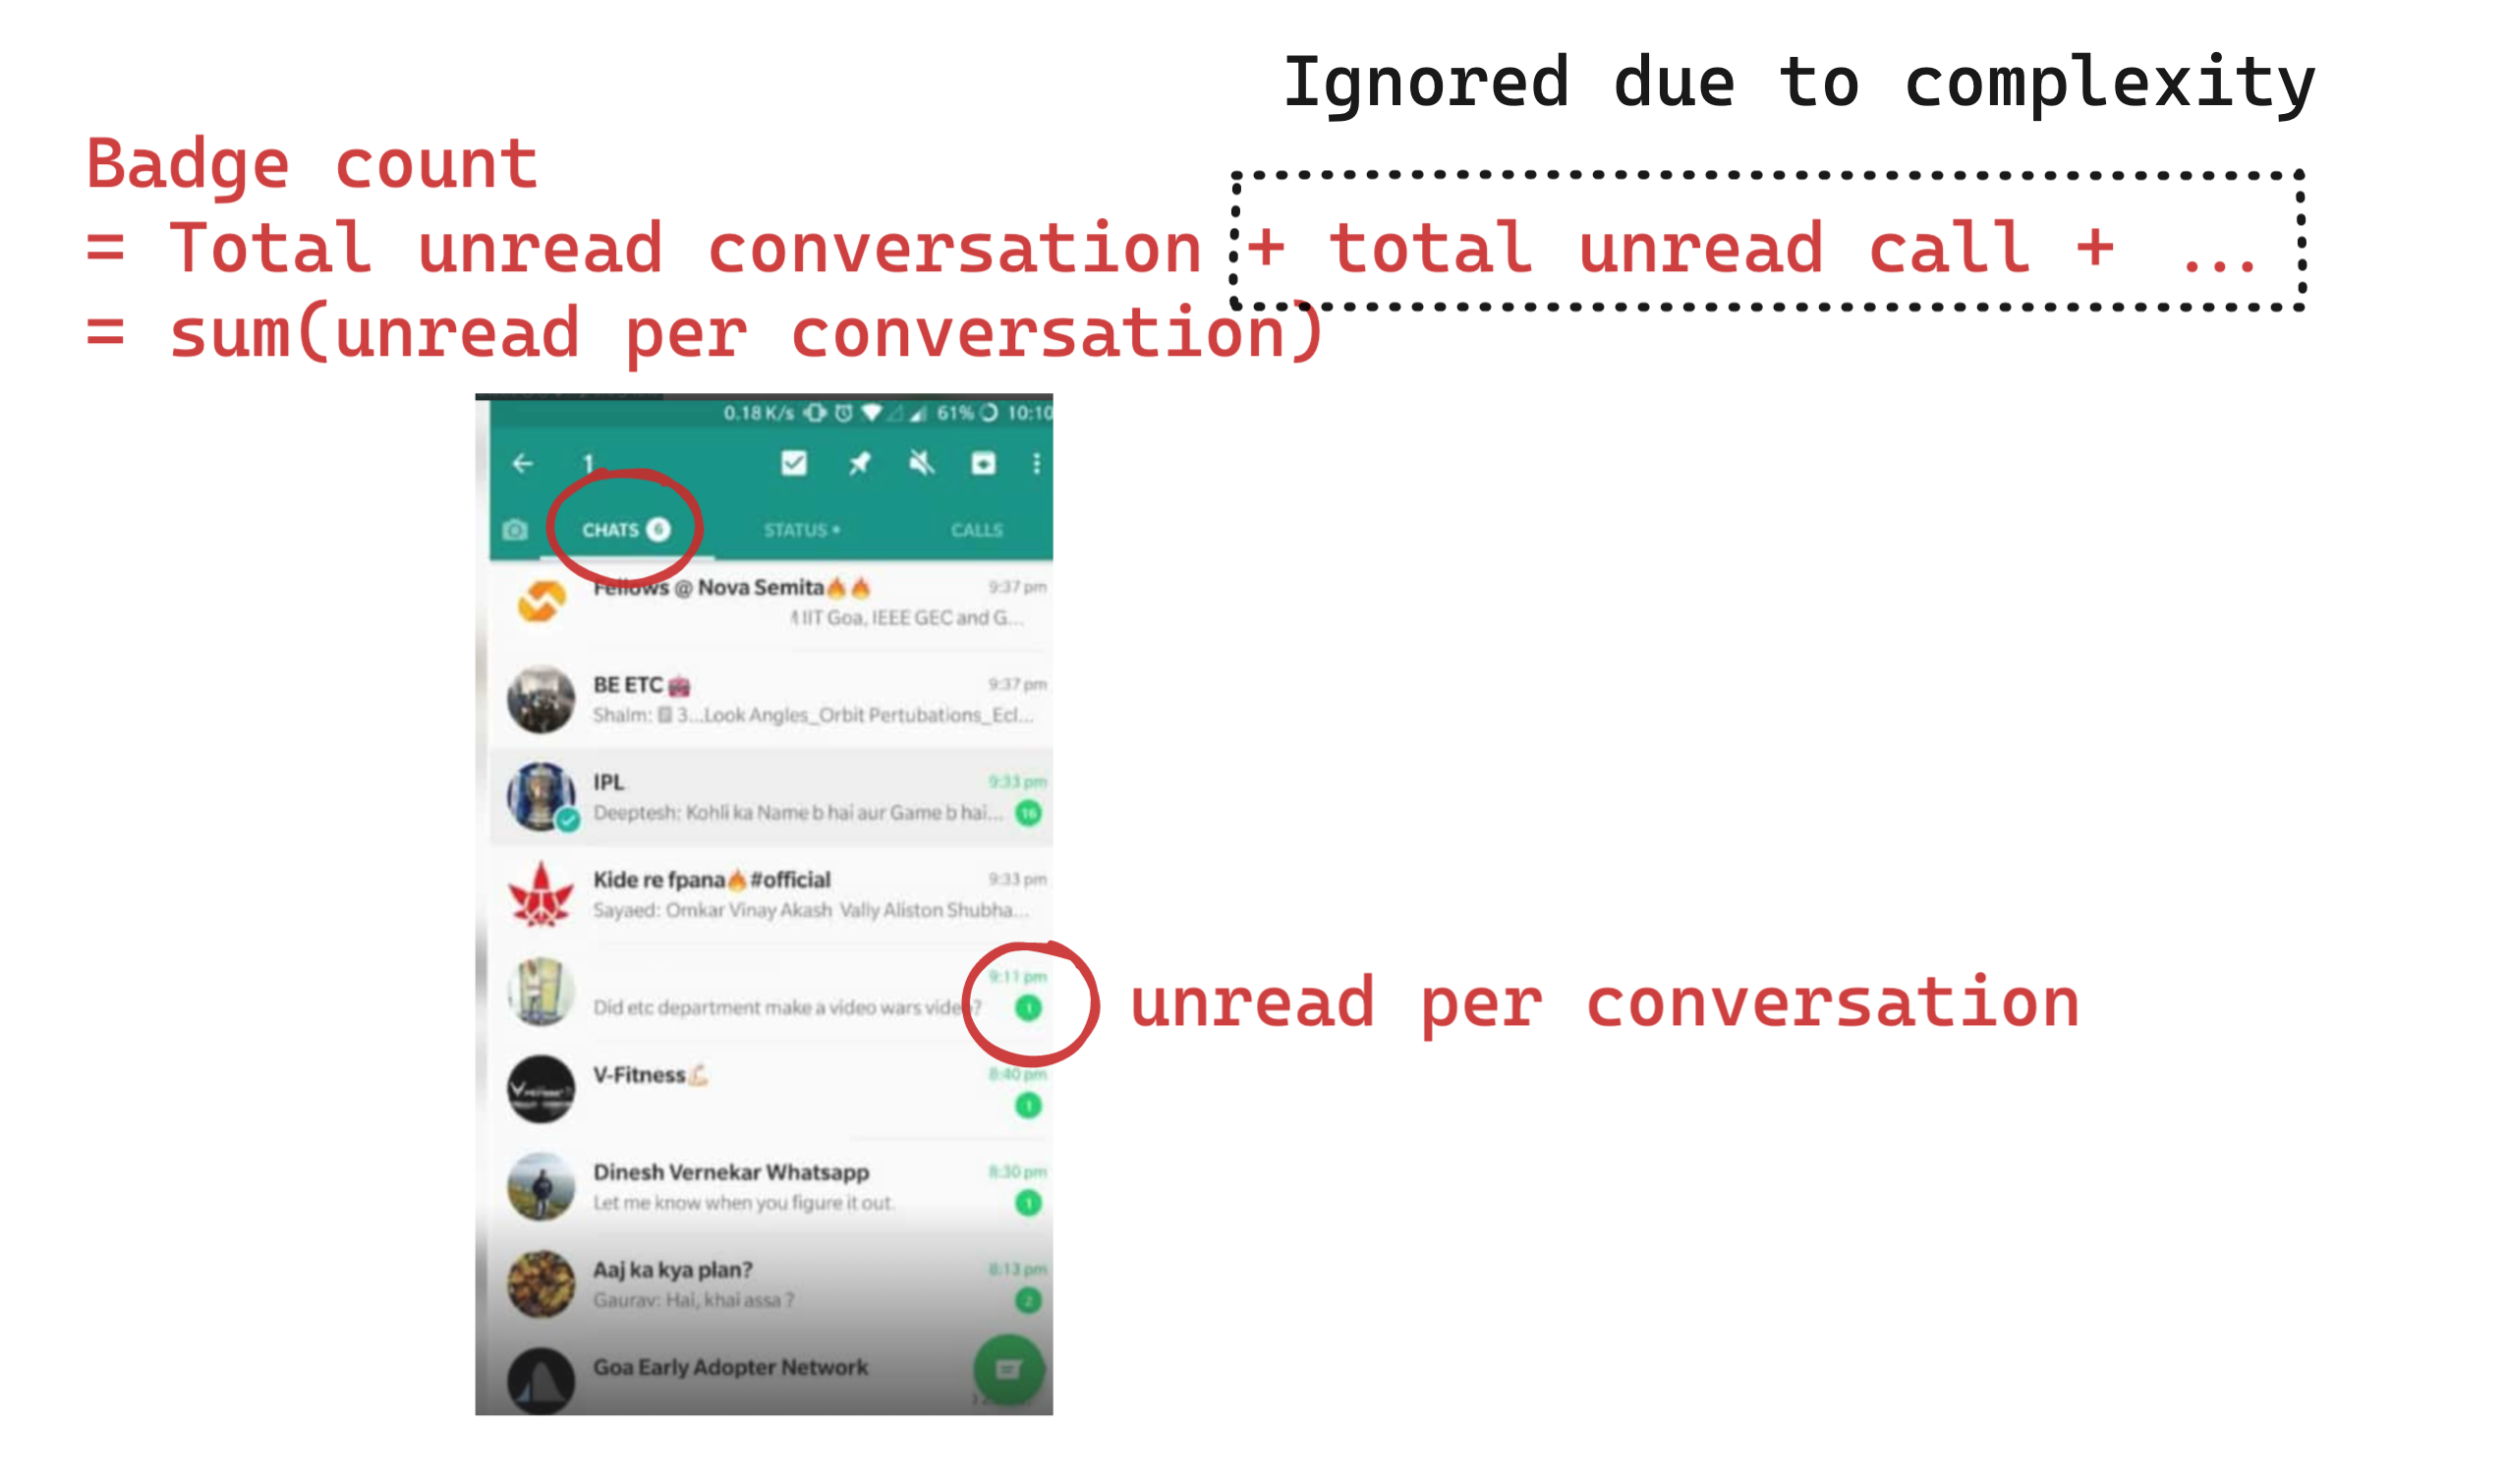 Ignored due to complexity
Badge count
= Total unread conversation + total unread call + ...
= sum(unread per conversation)
0.18 K/s 61% 10:10
1
CHATS 6 STATUS • CALLS
Fellows @ Nova Semita🔥🔥 9:37 pm
IIT Goa, IEEE GEC and G...
BE ETC 9:37 pm
Shalm: 3...Look Angles_Orbit Pertubations_Ecl...
IPL 9:33 pm
Deeptesh: Kohli ka Name b hai aur Game b hai... 16
Kide re fpana🔥#official 9:33 pm
Sayaed: Omkar Vinay Akash Vally Aliston Shubha...
9:11 pm
Did etc department make a video wars video? 1
unread per conversation
V-Fitness💪🏻 8:40 pm
1
Dinesh Vernekar Whatsapp 8:30 pm
Let me know when you figure it out. 1
Aaj ka kya plan? 8:13 pm
Gaurav: Hai, khai assa ? 2
Goa Early Adopter Network